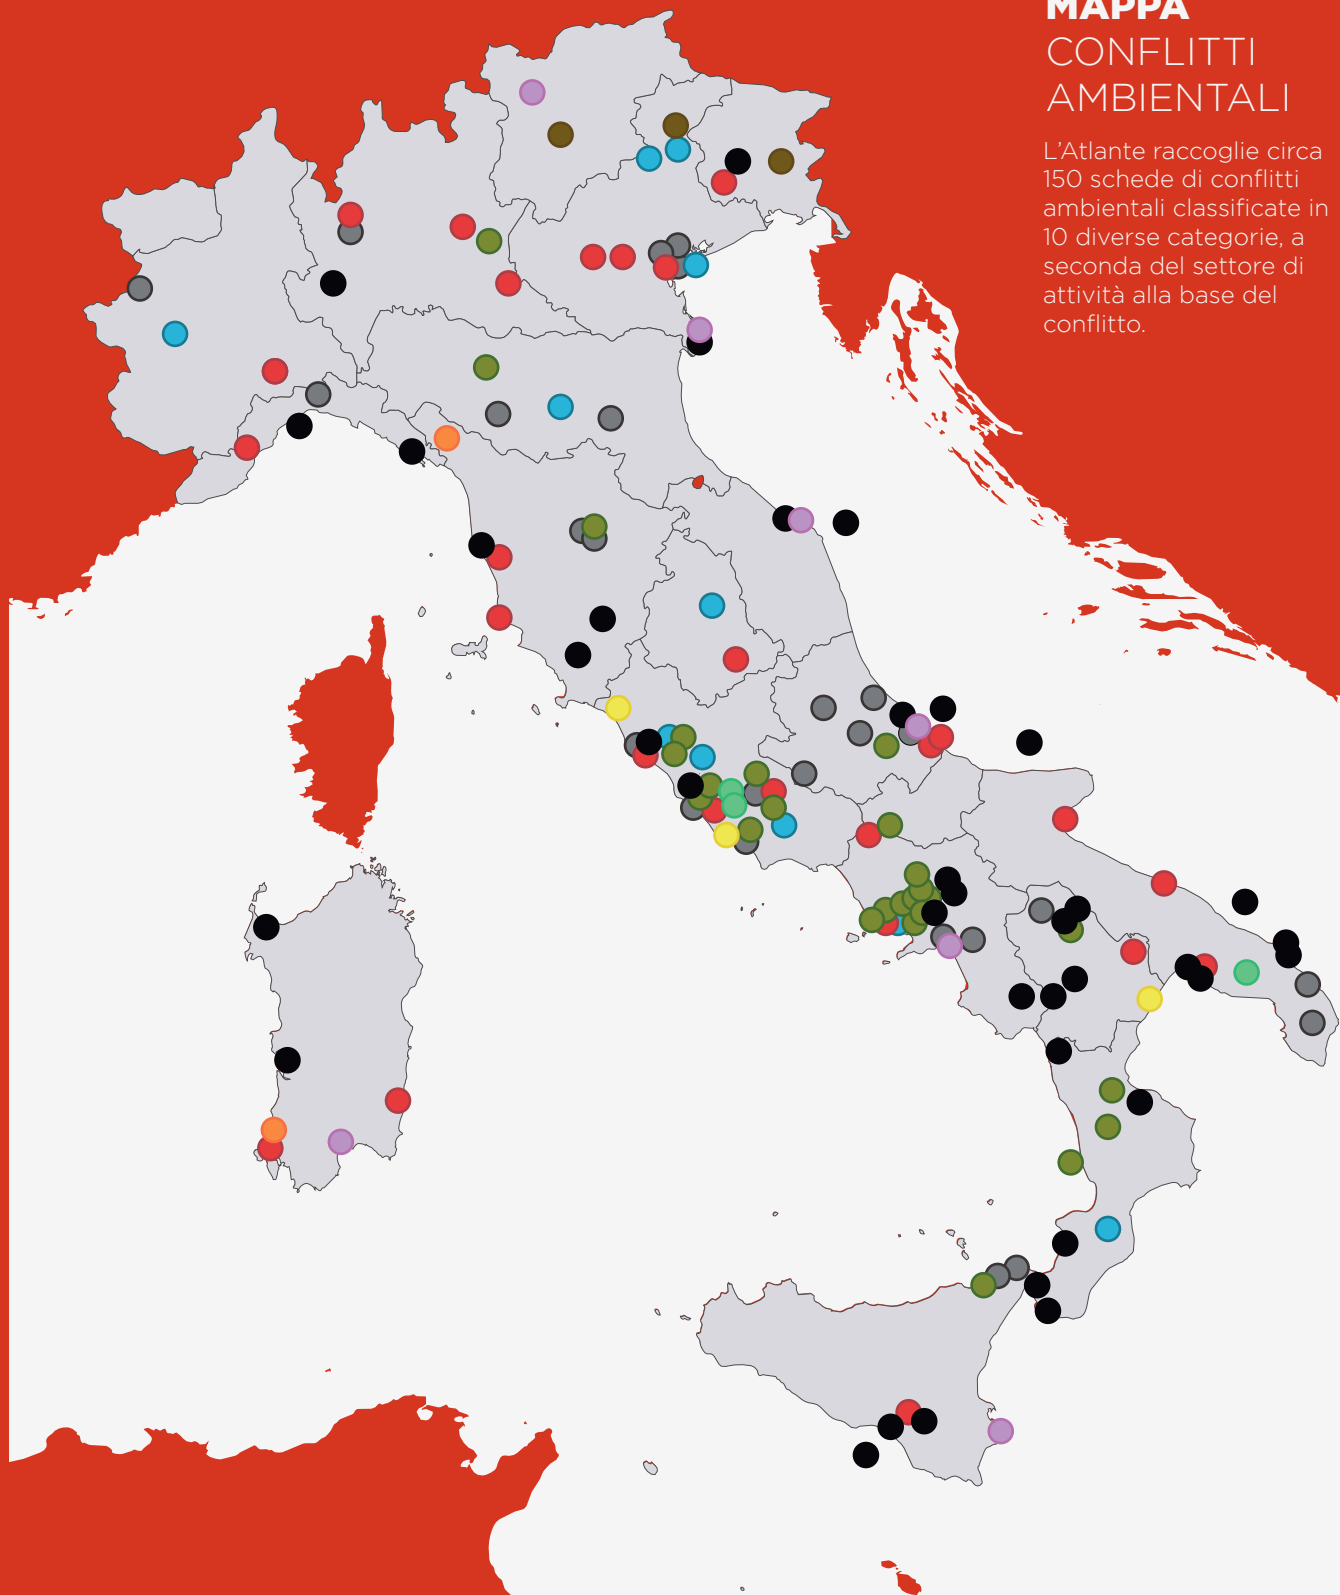 MAPPA
CONFLITTI
AMBIENTALI
L'Atlante raccoglie circa
150 schede di conflitti
ambientali classificate in
10 diverse categorie, a
seconda del settore di
attività alla base del
conflitto.